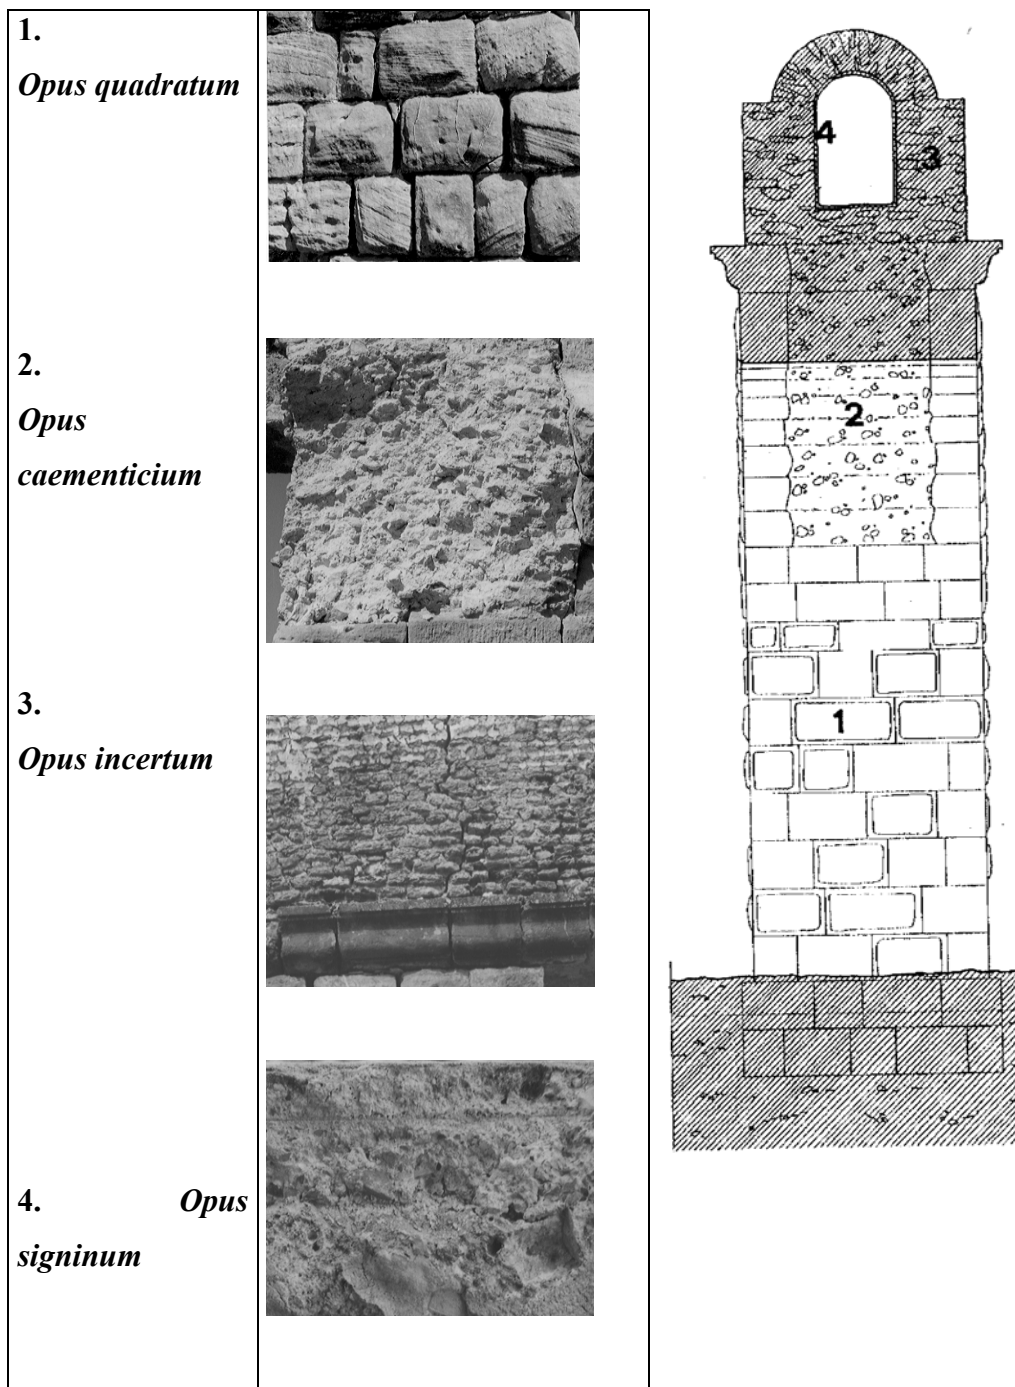 1.
Opus quadratum
2.
Opus
caementicium
3.
Opus incertum
4. Opus
signinum
4
3
2
1